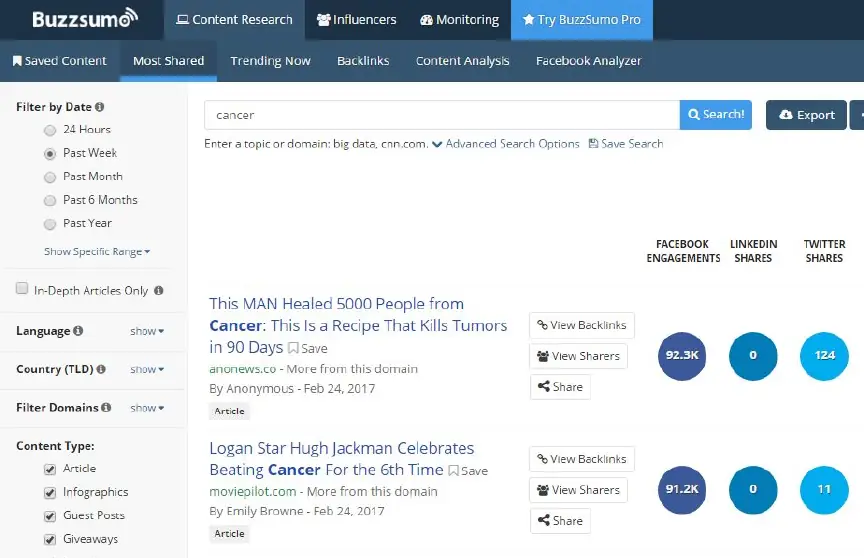 Buzzsumo
Content Research
Influencers
Monitoring
Try BuzzSumo Pro
Saved Content
Most Shared
Trending Now
Backlinks
Content Analysis
Facebook Analyzer
Filter by Date
24 Hours
Past Week
Past Month
Past 6 Months
Past Year
Show Specific Range
In-Depth Articles Only
Language
show
Country (TLD)
show
Filter Domains
show
Content Type:
Article
Infographics
Guest Posts
Giveaways
cancer
Search!
Export
Enter a topic or domain: big data, cnn.com.
Advanced Search Options
Save Search
FACEBOOK
ENGAGEMENTS
LINKEDIN
SHARES
TWITTER
SHARES
This MAN Healed 5000 People from
Cancer: This Is a Recipe That Kills Tumors
in 90 Days Save
anonews.co - More from this domain
By Anonymous - Feb 24, 2017
Article
View Backlinks
View Sharers
Share
92.3K
0
124
Logan Star Hugh Jackman Celebrates
Beating Cancer For the 6th Time Save
moviepilot.com - More from this domain
By Emily Browne - Feb 24, 2017
Article
View Backlinks
View Sharers
Share
91.2K
0
11